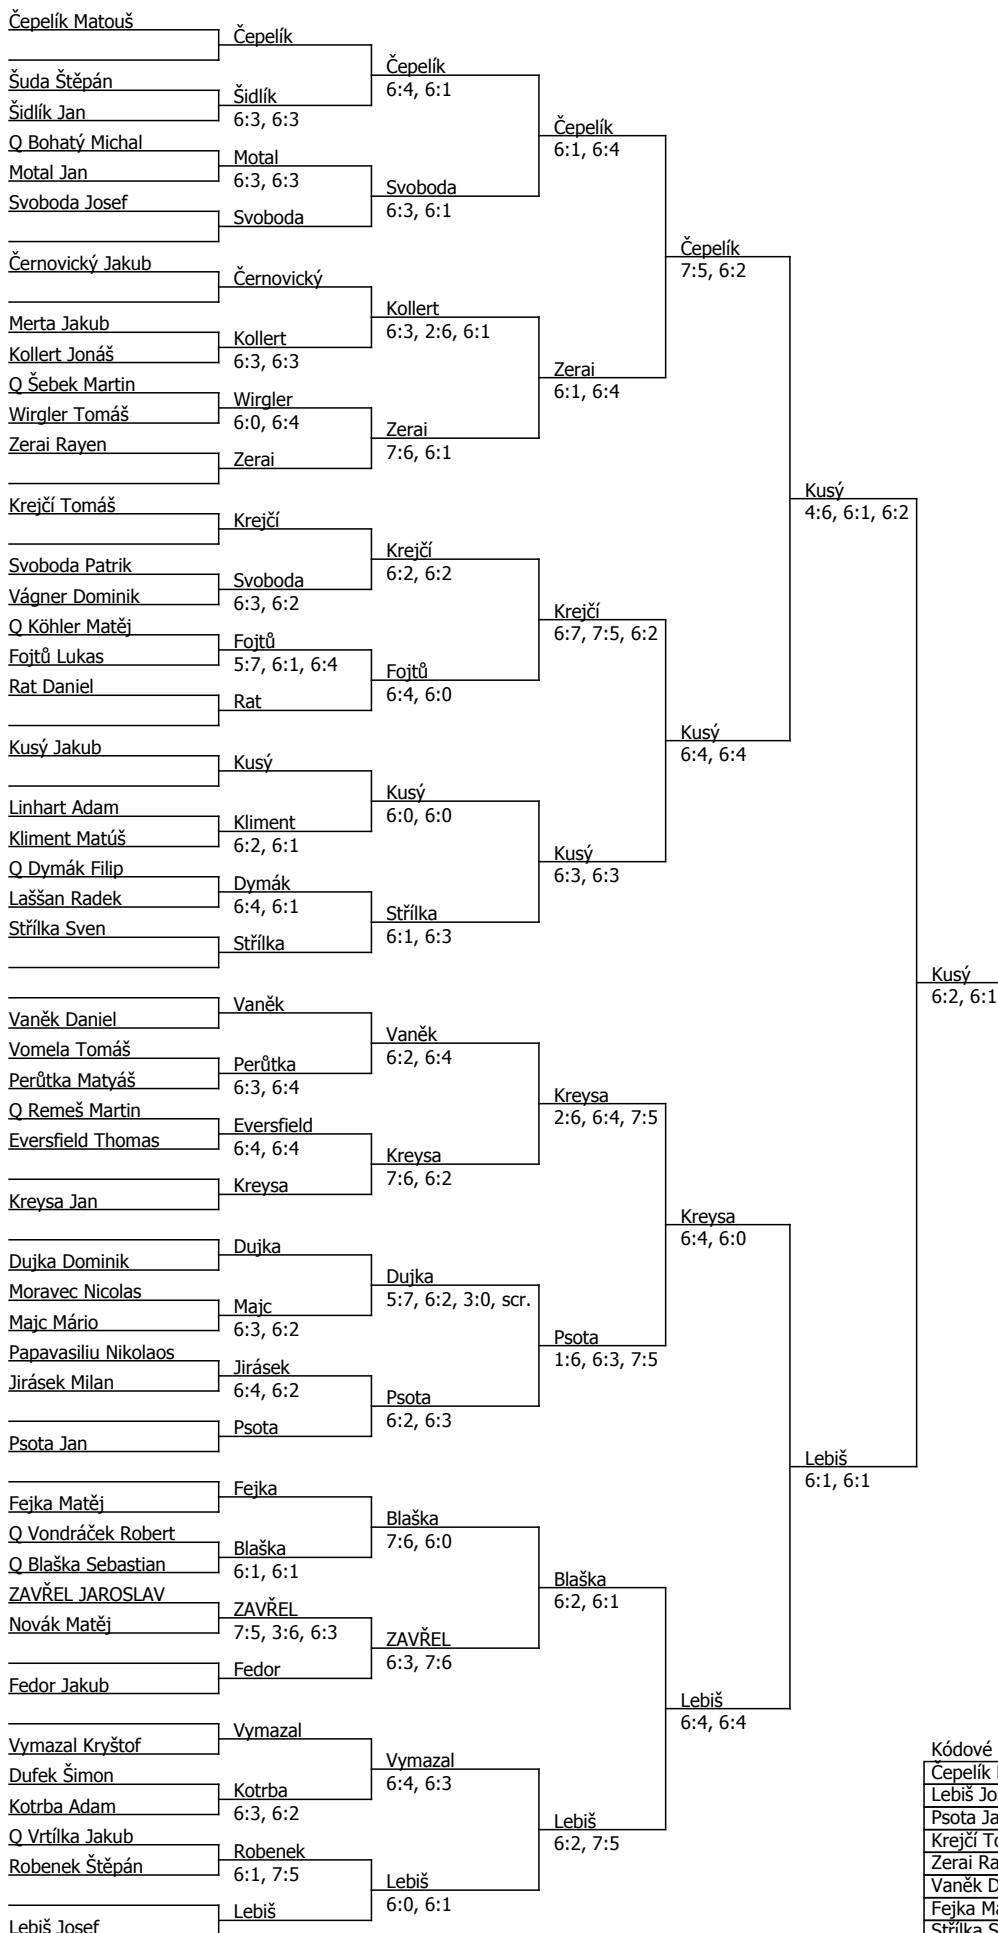 Čepelík Matouš
Šuda Štěpán
Šidlík Jan
Q Bohatý Michal
Motal Jan
Svoboda Josef
Černovický Jakub
Merta Jakub
Kollert Jonáš
Q Šebek Martin
Wirgler Tomáš
Zerai Rayen
Krejčí Tomáš
Svoboda Patrik
Vágner Dominik
Q Köhler Matěj
Fojtů Lukas
Rat Daniel
Kusý Jakub
Linhart Adam
Kliment Matúš
Q Dymák Filip
Laššan Radek
Střílka Sven
Vaněk Daniel
Vomela Tomáš
Perůtka Matyáš
Q Remeš Martin
Eversfield Thomas
Kreysa Jan
Dujka Dominik
Moravec Nicolas
Majc Mário
Papavasiliu Nikolaos
Jirásek Milan
Psota Jan
Fejka Matěj
Q Vondráček Robert
Q Blaška Sebastian
ZAVŘEL JAROSLAV
Novák Matěj
Fedor Jakub
Vymazal Kryštof
Dufek Šimon
Kotrba Adam
Q Vrtílka Jakub
Robenek Štěpán
Lebiš Josef
Čepelík
Šidlík
6:3, 6:3
Motal
6:3, 6:3
Svoboda
Černovický
Kollert
6:3, 6:3
Wirgler
6:0, 6:4
Zerai
Krejčí
Svoboda
6:3, 6:2
Fojtů
5:7, 6:1, 6:4
Rat
Kusý
Kliment
6:2, 6:1
Dymák
6:4, 6:1
Střílka
Vaněk
Perůtka
6:3, 6:4
Eversfield
6:4, 6:4
Kreysa
Dujka
Majc
6:3, 6:2
Jirásek
6:4, 6:2
Psota
Fejka
Blaška
6:1, 6:1
ZAVŘEL
7:5, 3:6, 6:3
Fedor
Vymazal
Kotrba
6:3, 6:2
Robenek
6:1, 7:5
Lebiš
Čepelík
6:4, 6:1
Svoboda
6:3, 6:1
Kollert
6:3, 2:6, 6:1
Zerai
7:6, 6:1
Krejčí
6:2, 6:2
Fojtů
6:4, 6:0
Kusý
6:0, 6:0
Střílka
6:1, 6:3
Vaněk
6:2, 6:4
Kreysa
7:6, 6:2
Dujka
5:7, 6:2, 3:0, scr.
Psota
6:2, 6:3
Blaška
7:6, 6:0
ZAVŘEL
6:3, 7:6
Vymazal
6:4, 6:3
Lebiš
6:0, 6:1
Čepelík
6:1, 6:4
Zerai
6:1, 6:4
Krejčí
6:7, 7:5, 6:2
Kusý
6:3, 6:3
Kreysa
2:6, 6:4, 7:5
Psota
1:6, 6:3, 7:5
Blaška
6:2, 6:1
Lebiš
6:2, 7:5
Čepelík
7:5, 6:2
Kusý
6:4, 6:4
Kreysa
6:4, 6:0
Lebiš
6:4, 6:4
Kusý
4:6, 6:1, 6:2
Lebiš
6:1, 6:1
Kusý
6:2, 6:1
Kódové
Čepelík
Lebiš Jo
Psota Ja
Krejčí To
Zerai Ra
Vaněk D
Fejka Ma
Střílka S